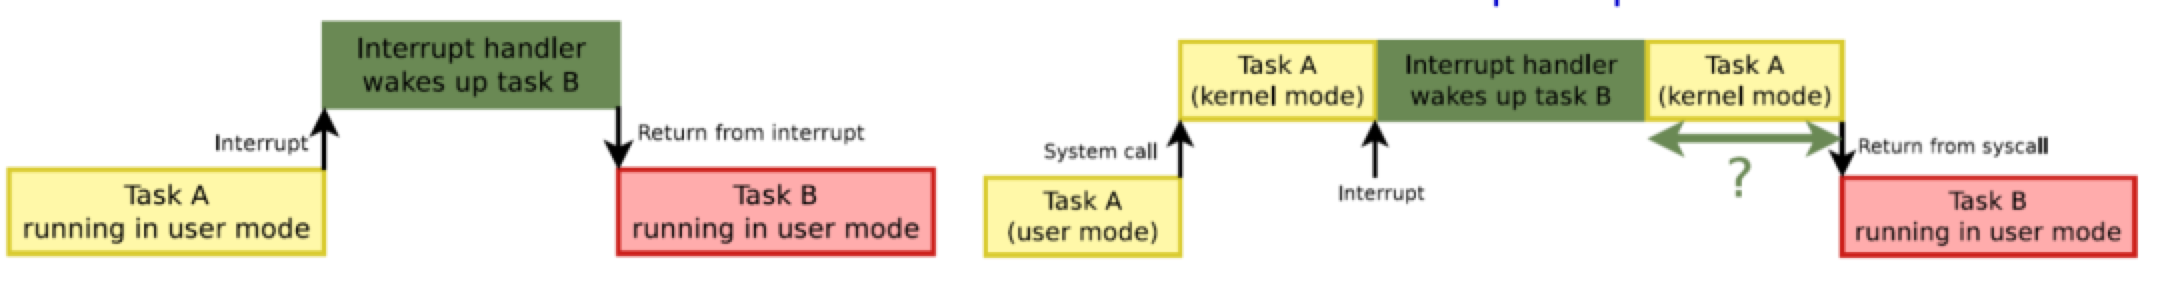 Interrupt handler
wakes up task B
Interrupt
Return from interrupt
Task A
running in user mode
Task B
running in user mode
Task A
(kernel mode)
Interrupt handler
wakes up task B
Task A
(kernel mode)
System call
Interrupt
?
Return from syscall
Task A
(user mode)
Task B
running in user mode